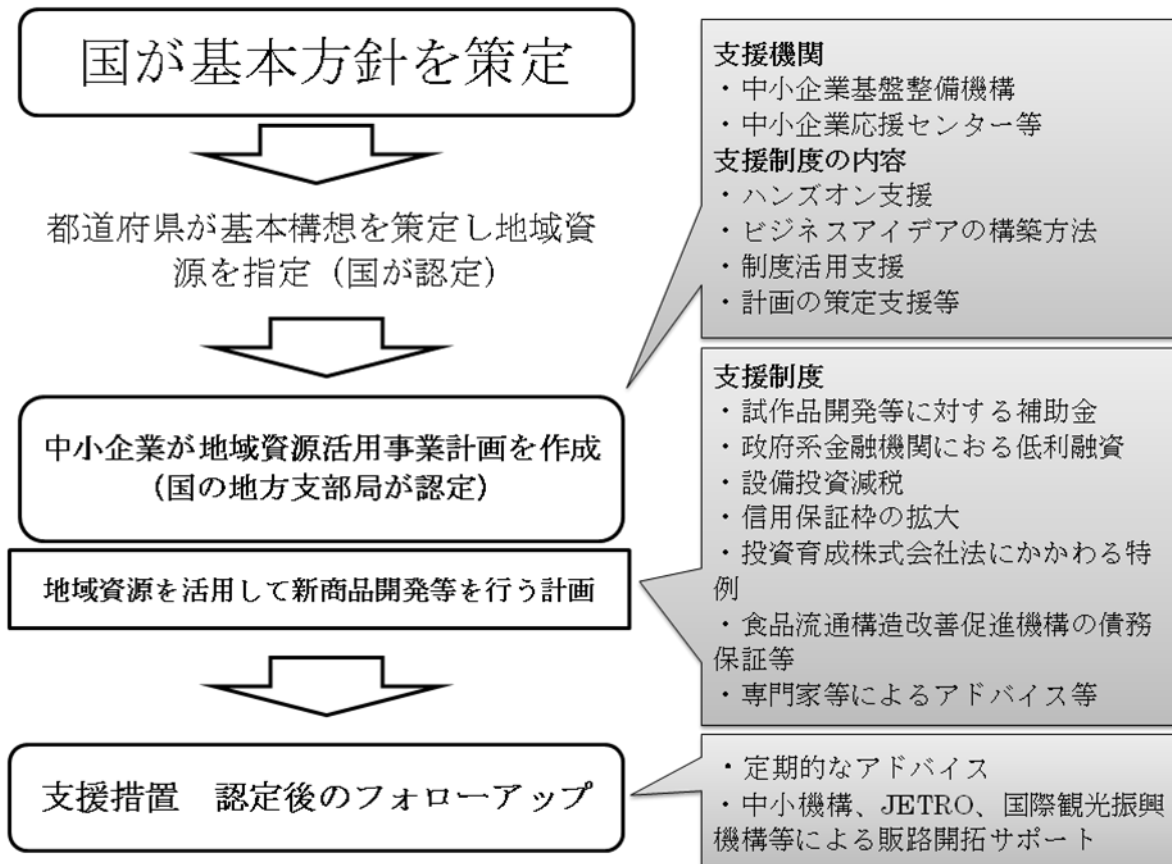 国が基本方針を策定
都道府県が基本構想を策定し地域資
源を指定（国が認定）
中小企業が地域資源活用事業計画を作成
（国の地方支部局が認定）
地域資源を活用して新商品開発等を行う計画
支援措置　認定後のフォローアップ
支援機関
・中小企業基盤整備機構
・中小企業応援センター等
支援制度の内容
・ハンズオン支援
・ビジネスアイデアの構築方法
・制度活用支援
・計画の策定支援等
支援制度
・試作品開発等に対する補助金
・政府系金融機関におる低利融資
・設備投資減税
・信用保証枠の拡大
・投資育成株式会社法にかかわる特
例
・食品流通構造改善促進機構の債務
保証等
・専門家等によるアドバイス等
・定期的なアドバイス
・中小機構、JETRO、国際観光振興
機構等による販路開拓サポート